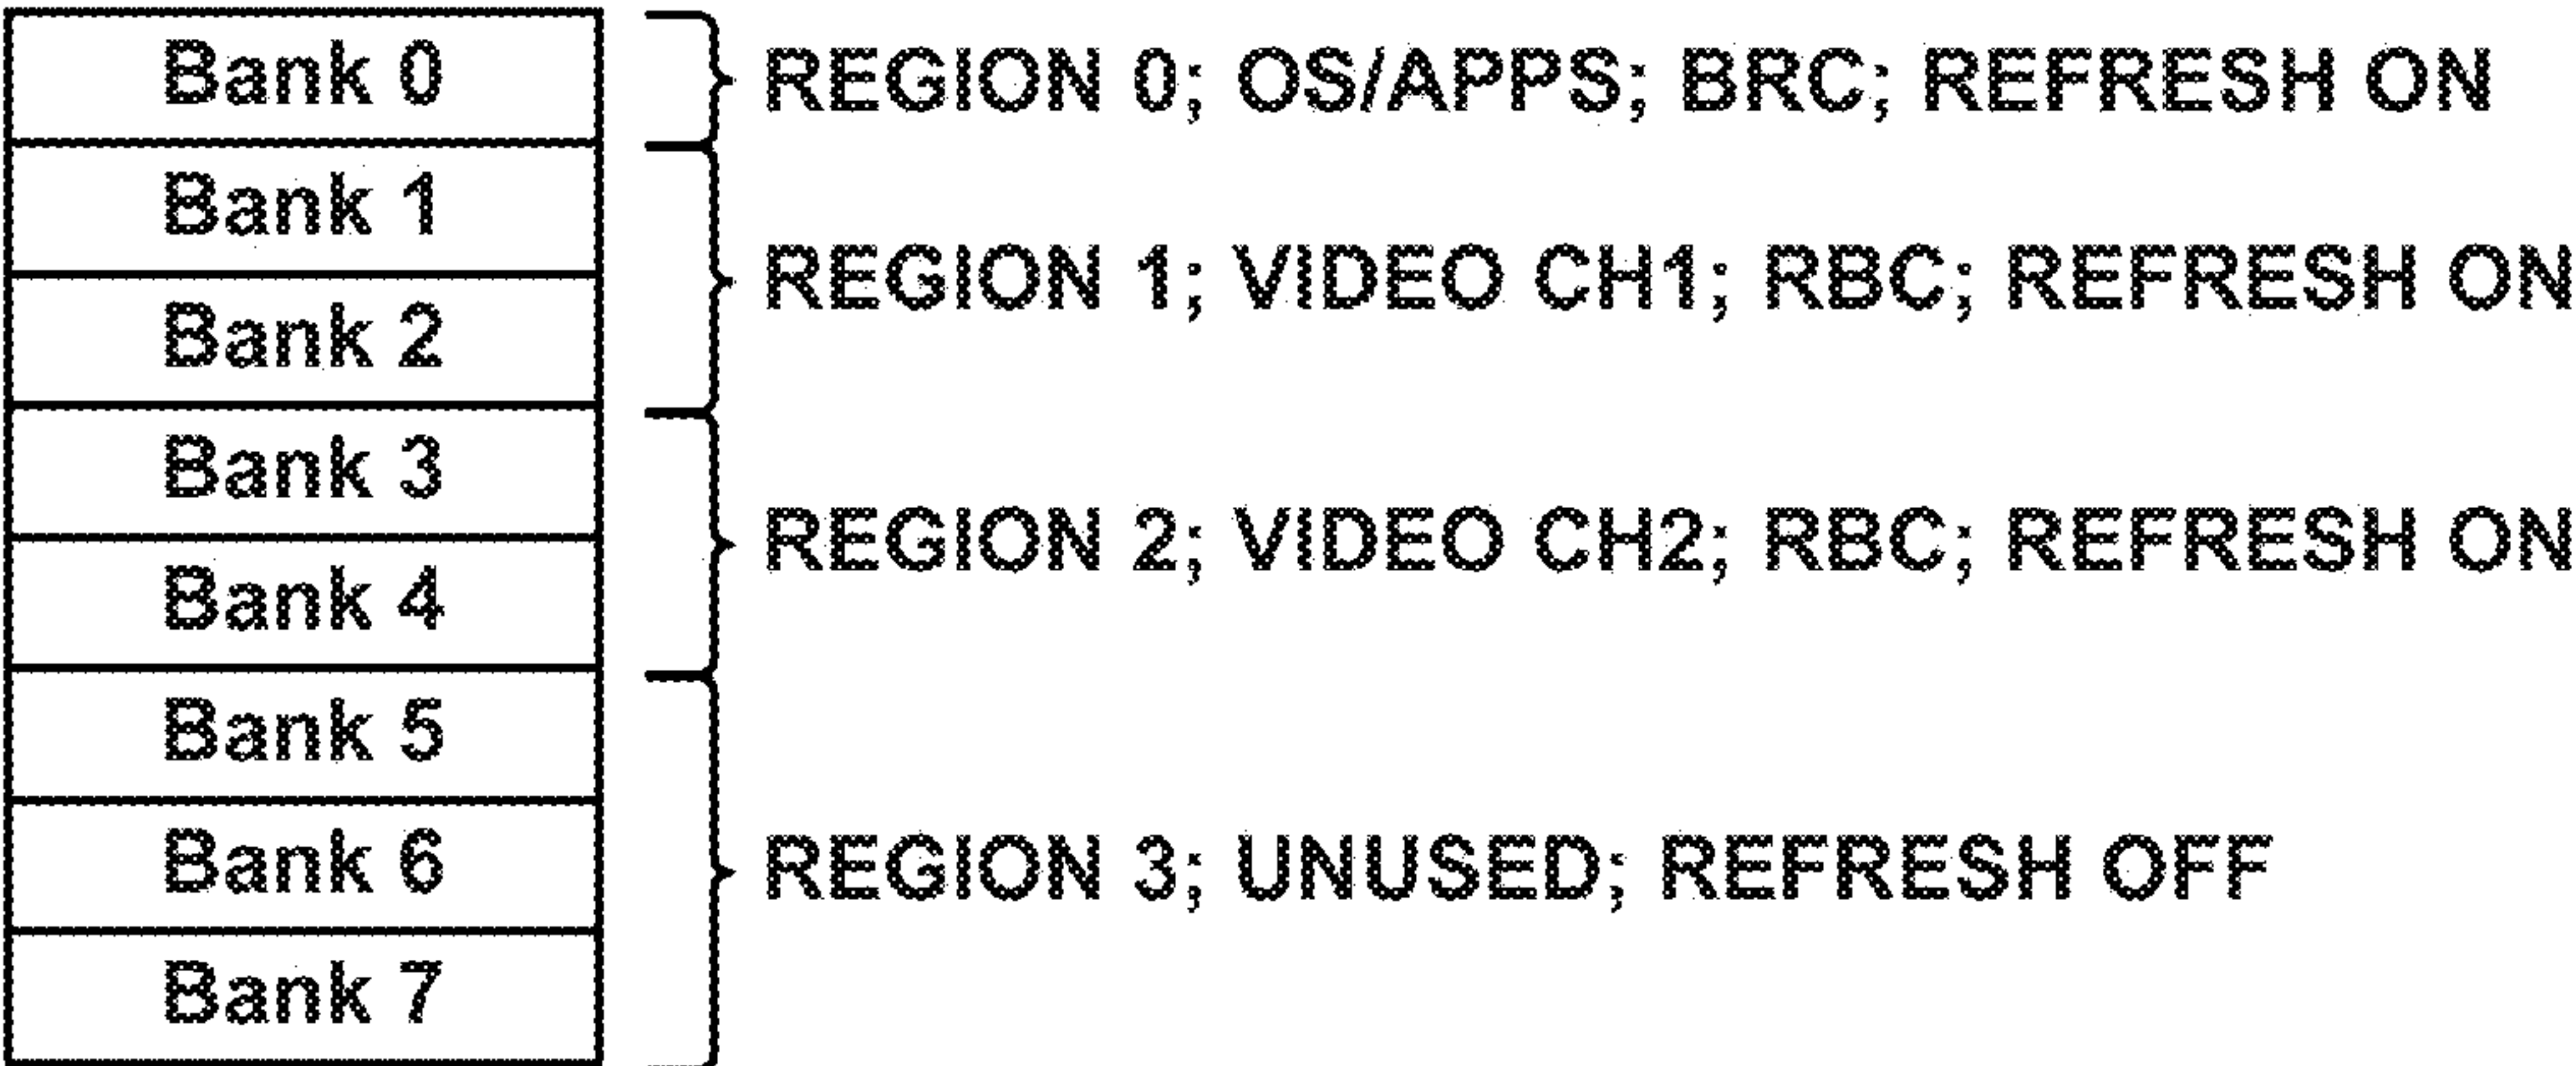 Bank 0
REGION 0; OS/APPS; BRC; REFRESH ON
Bank 1
Bank 2
REGION 1; VIDEO CH1; RBC; REFRESH ON
Bank 3
Bank 4
REGION 2; VIDEO CH2; RBC; REFRESH ON
Bank 5
Bank 6
Bank 7
REGION 3; UNUSED; REFRESH OFF